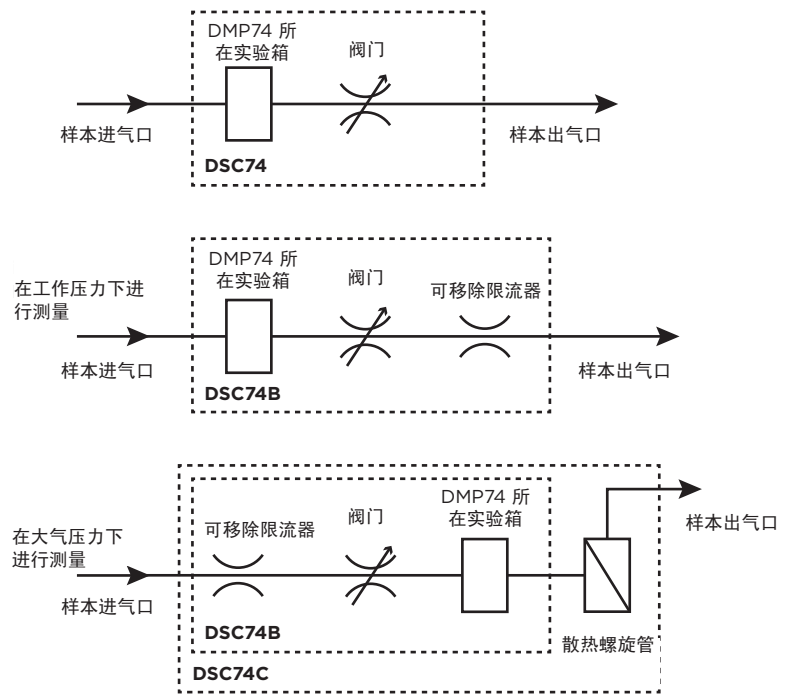 DMP74 所
在实验箱
阀门
样本进气口
样本出气口
DSC74
在工作压力下进
行测量
DMP74 所
在实验箱
阀门
可移除限流器
样本进气口
样本出气口
DSC74B
在大气压力下
进行测量
可移除限流器
阀门
DMP74 所
在实验箱
样本出气口
样本进气口
DSC74B
散热螺旋管
DSC74C